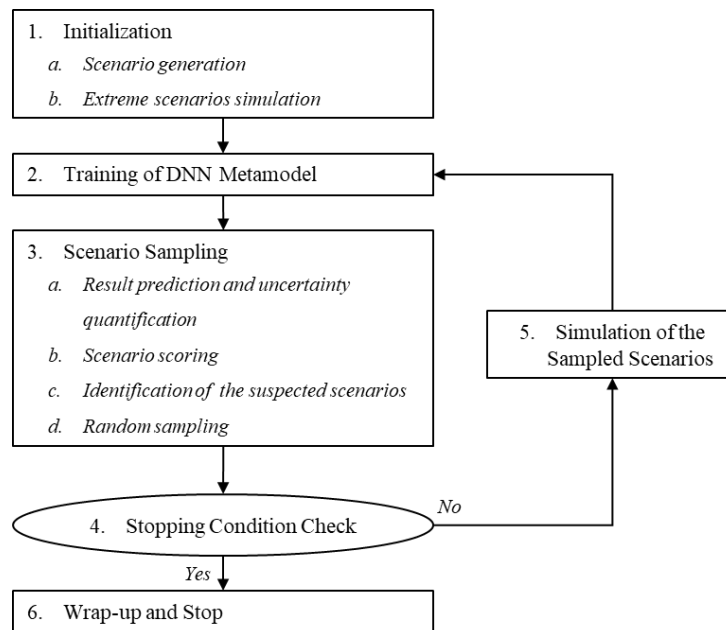 1. Initialization
a. Scenario generation
b. Extreme scenarios simulation
2. Training of DNN Metamodel
3. Scenario Sampling
a. Result prediction and uncertainty
quantification
b. Scenario scoring
c. Identification of the suspected scenarios
d. Random sampling
5. Simulation of the
Sampled Scenarios
4. Stopping Condition Check
No
Yes
6. Wrap-up and Stop